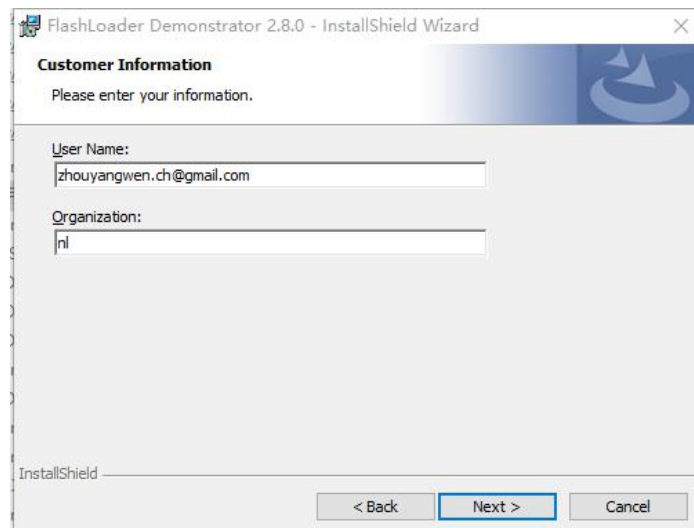 FlashLoader Demonstrator 2.8.0 - InstallShield Wizard
Customer Information
Please enter your information.
User Name:
zhouyangwen.ch@gmail.com
Organization:
nl
InstallShield
< Back Next > Cancel